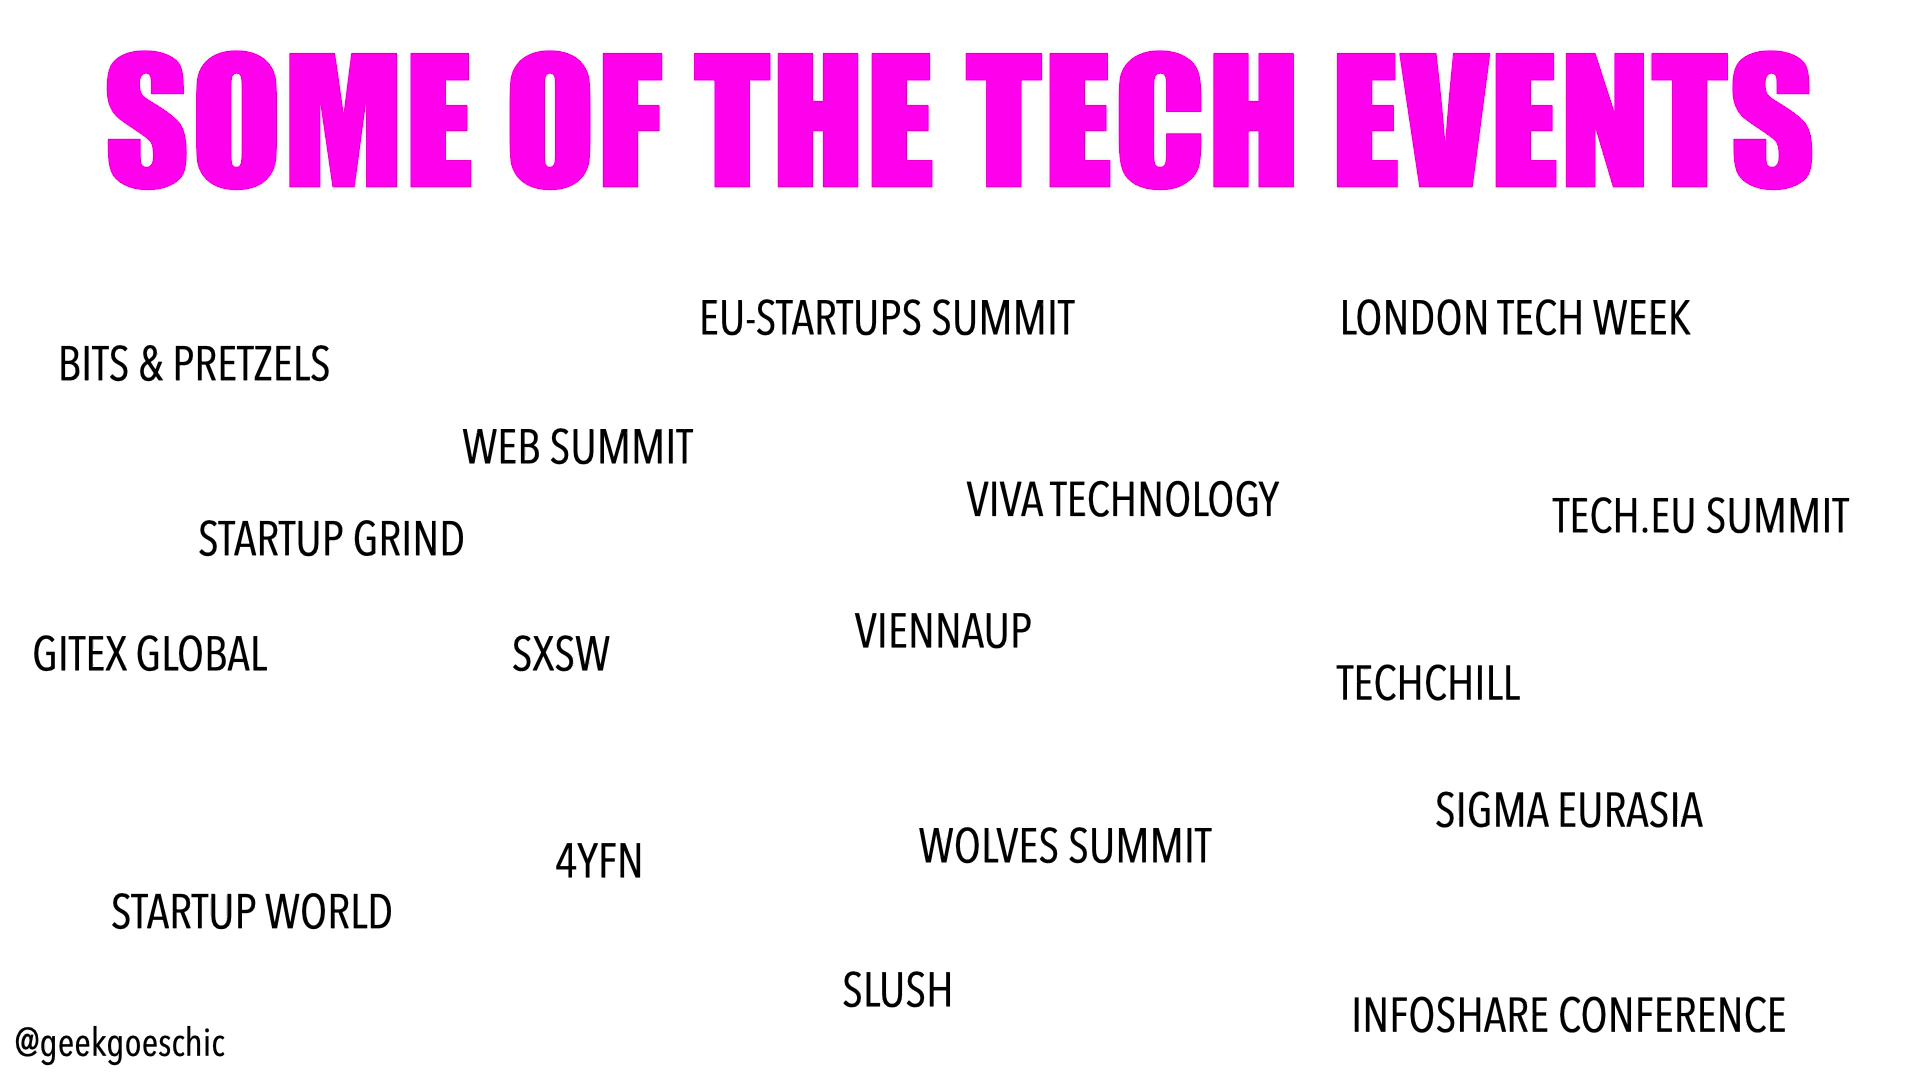 SOME OF THE TECH EVENTS
EU-STARTUPS SUMMIT
LONDON TECH WEEK
BITS & PRETZELS
WEB SUMMIT
VIVA TECHNOLOGY
TECH.EU SUMMIT
STARTUP GRIND
VIENNAUP
GITEX GLOBAL
SXSW
TECHCHILL
SIGMA EURASIA
WOLVES SUMMIT
4YFN
STARTUP WORLD
SLUSH
INFOSHARE CONFERENCE
@geekgoeschic